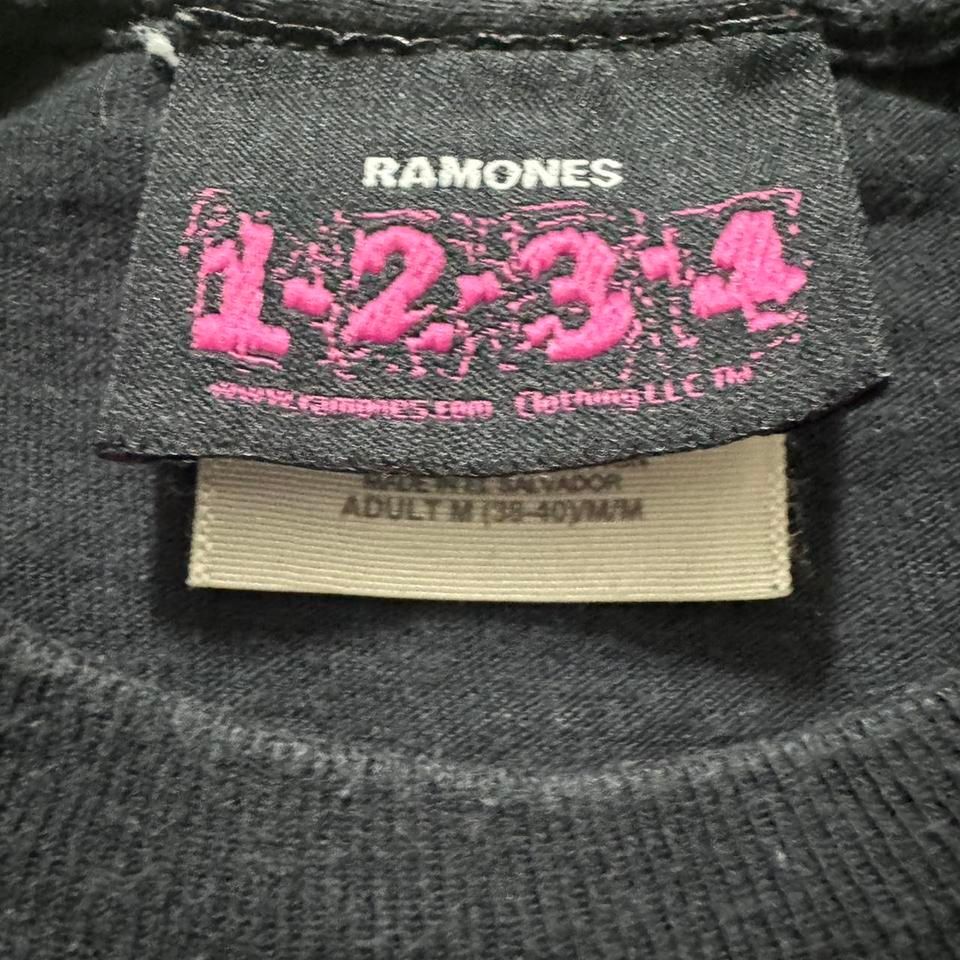 RAMONES
1·2·3·4
www.ramones.com Clothing LLC ™
MADE IN EL SALVADOR
ADULT M (38-40)/M/M